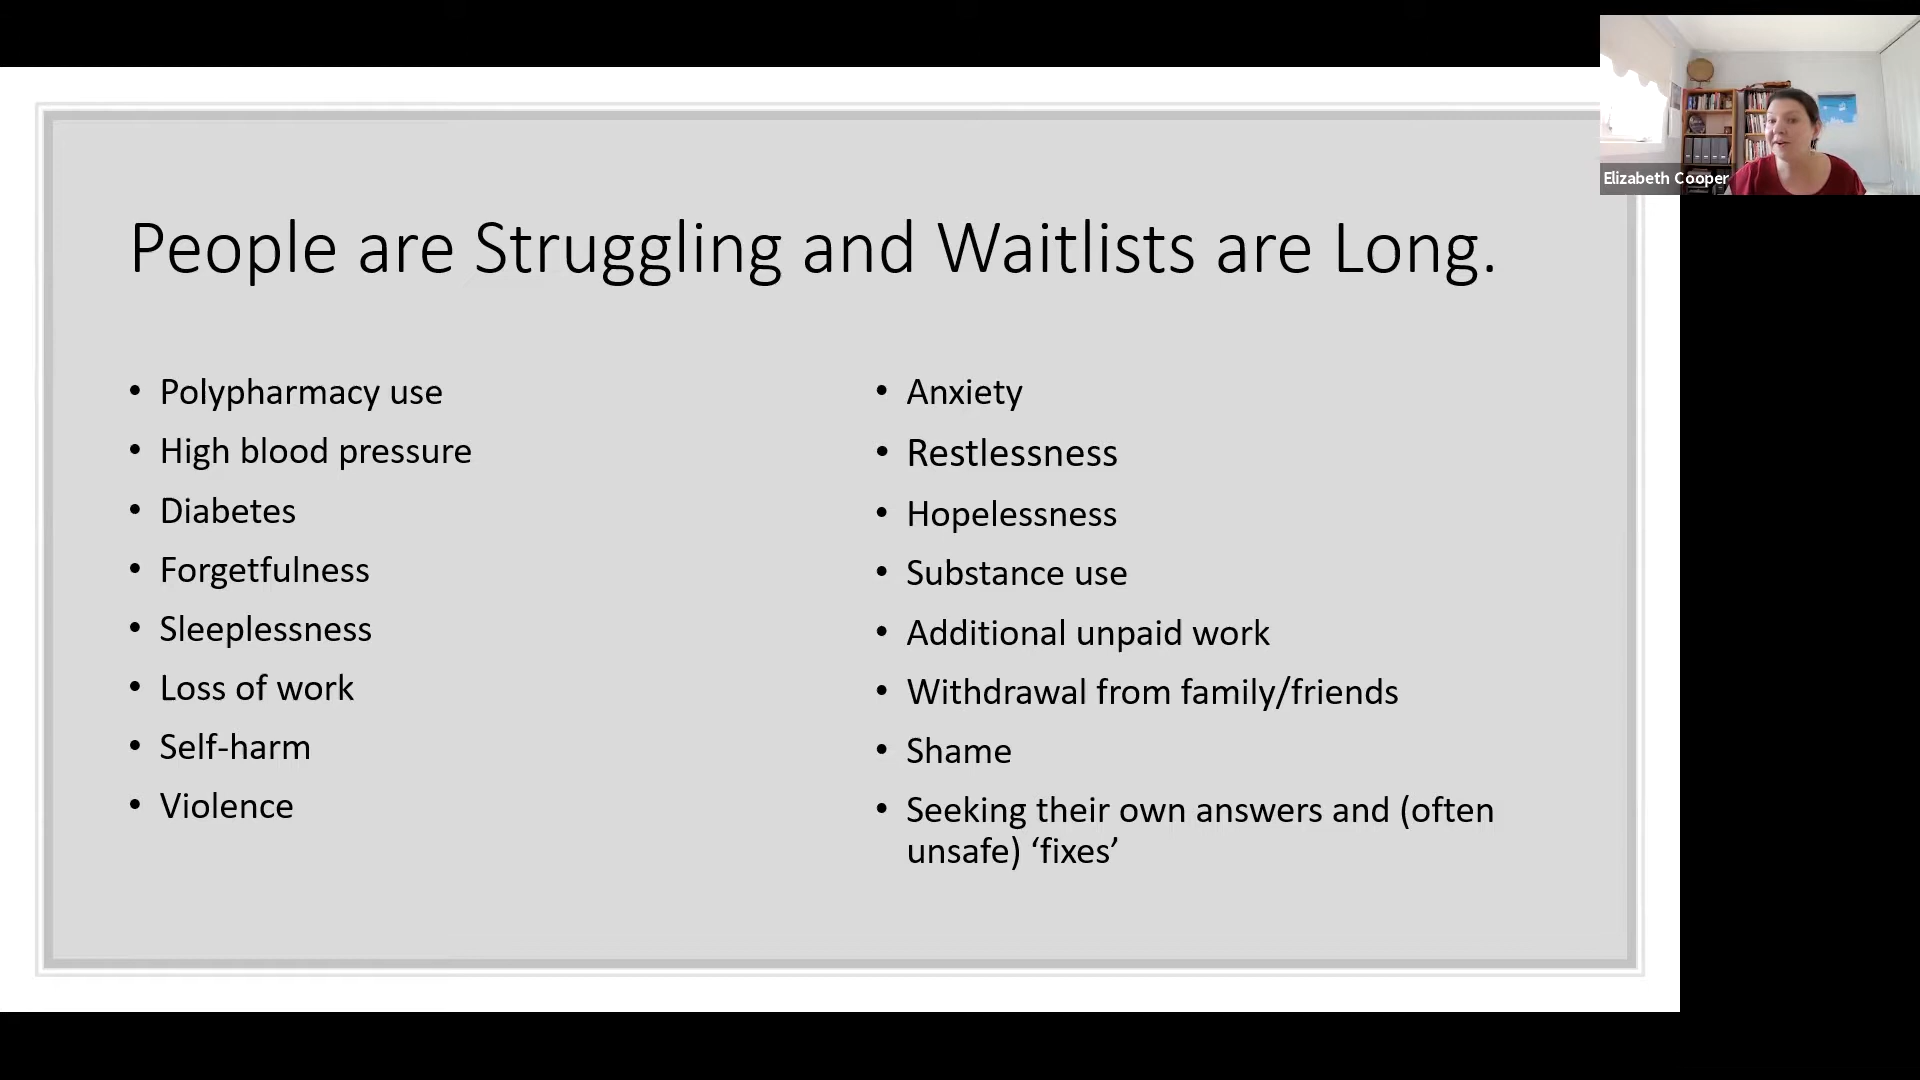 Elizabeth Cooper
People are Struggling and Waitlists are Long.
• Polypharmacy use
• High blood pressure
• Diabetes
• Forgetfulness
• Sleeplessness
• Loss of work
• Self-harm
• Violence
• Anxiety
• Restlessness
• Hopelessness
• Substance use
• Additional unpaid work
• Withdrawal from family/friends
• Shame
• Seeking their own answers and (often
unsafe) ‘fixes’